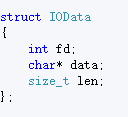 struct IOData
{
    int fd;
    char* data;
    size_t len;
};